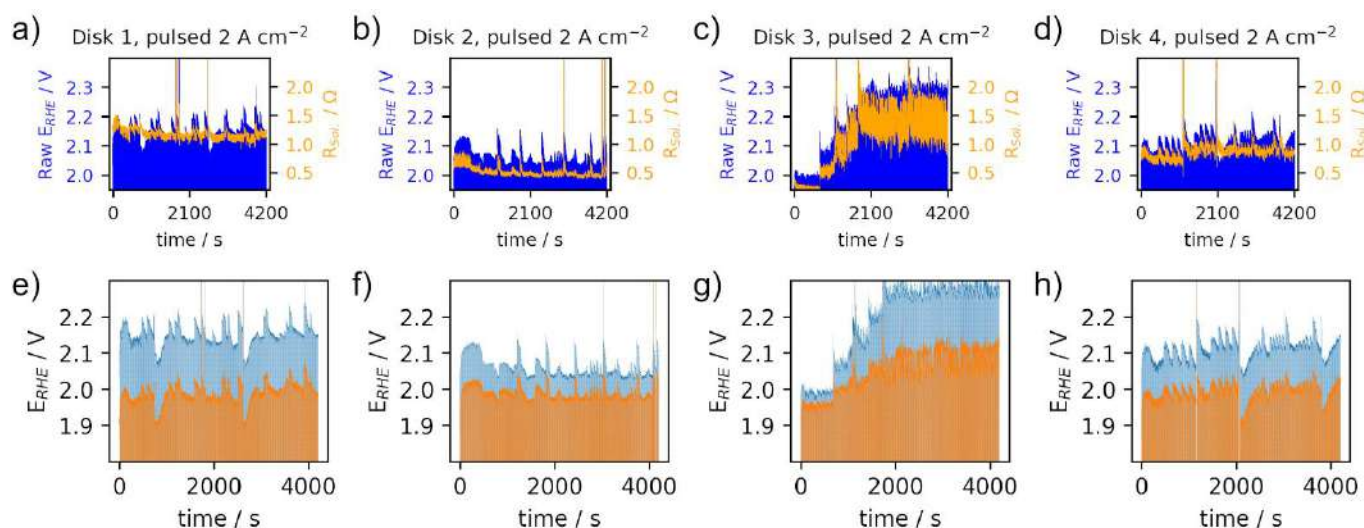 a) Disk 1, pulsed 2 A cm⁻²
Raw E_RHE / V
2.3
2.2
2.1
2.0
2.0
1.5
1.0
0.5
R_Sol. / Ω
0 2100 4200
time / s
b) Disk 2, pulsed 2 A cm⁻²
Raw E_RHE / V
2.3
2.2
2.1
2.0
2.0
1.5
1.0
0.5
R_Sol. / Ω
0 2100 4200
time / s
c) Disk 3, pulsed 2 A cm⁻²
Raw E_RHE / V
2.3
2.2
2.1
2.0
2.0
1.5
1.0
0.5
R_Sol. / Ω
0 2100 4200
time / s
d) Disk 4, pulsed 2 A cm⁻²
Raw E_RHE / V
2.3
2.2
2.1
2.0
2.0
1.5
1.0
0.5
R_Sol. / Ω
0 2100 4200
time / s
e)
E_RHE / V
2.2
2.1
2.0
1.9
0 2000 4000
time / s
f)
E_RHE / V
2.2
2.1
2.0
1.9
0 2000 4000
time / s
g)
E_RHE / V
2.2
2.1
2.0
1.9
0 2000 4000
time / s
h)
E_RHE / V
2.2
2.1
2.0
1.9
0 2000 4000
time / s